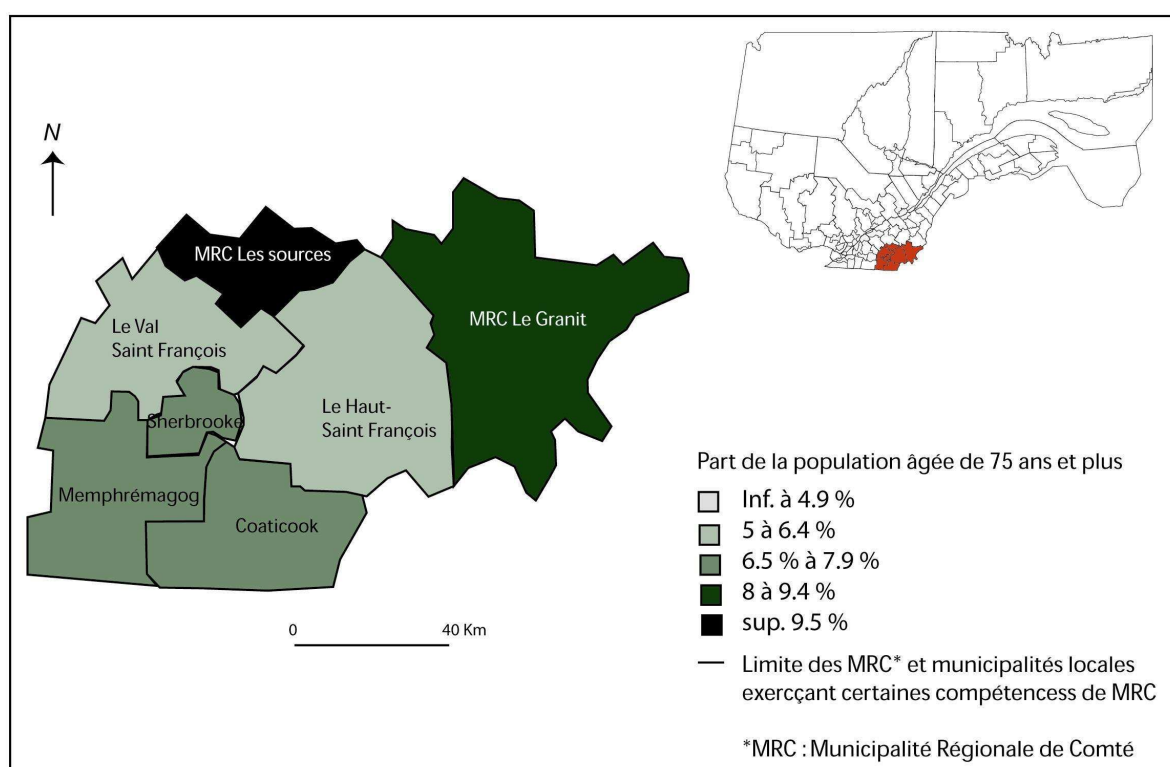 N
MRC Les sources
Le Val
Saint François
MRC Le Granit
Sherbrooke
Le Haut-
Saint François
Memphrémagog
Coaticook
0 40 Km
Part de la population âgée de 75 ans et plus
Inf. à 4.9 %
5 à 6.4 %
6.5 % à 7.9 %
8 à 9.4 %
sup. 9.5 %
Limite des MRC* et municipalités locales
exercçant certaines compétencess de MRC
*MRC : Municipalité Régionale de Comté